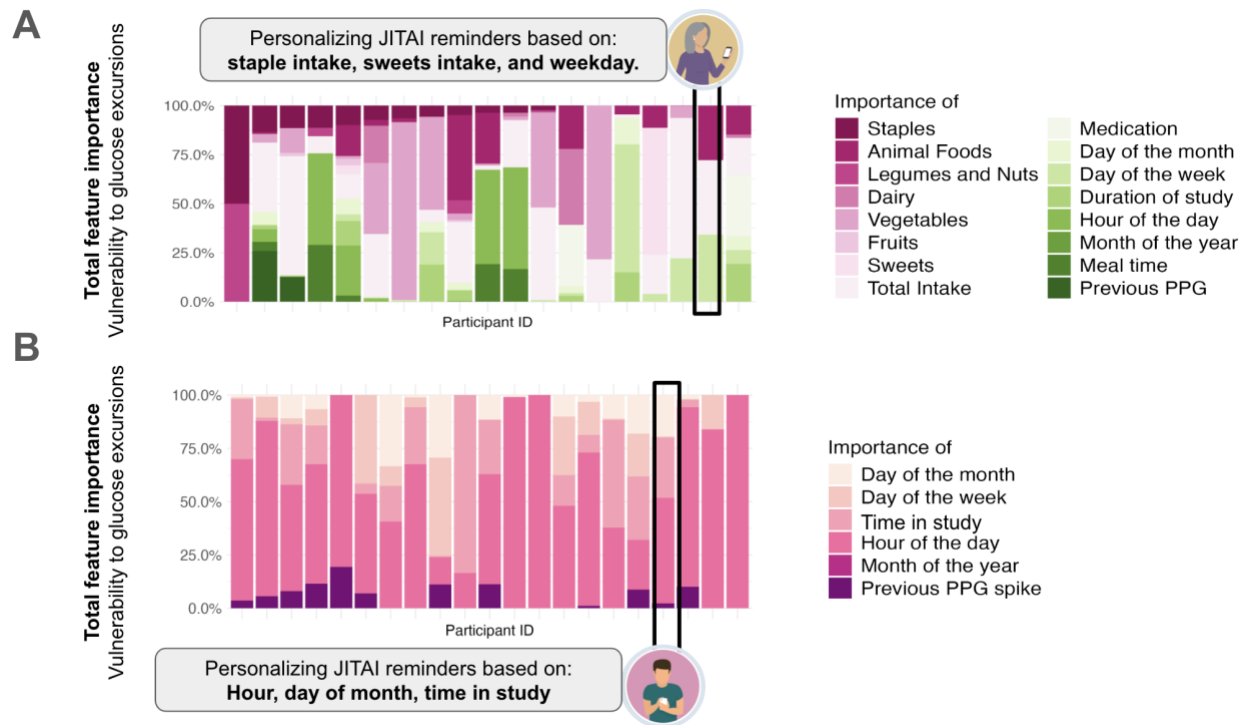 A
Personalizing JITAI reminders based on:
staple intake, sweets intake, and weekday.
Total feature importance
Vulnerability to glucose excursions
100.0%
75.0%
50.0%
25.0%
0.0%
Participant ID
Importance of
Staples
Animal Foods
Legumes and Nuts
Dairy
Vegetables
Fruits
Sweets
Total Intake
Medication
Day of the month
Day of the week
Duration of study
Hour of the day
Month of the year
Meal time
Previous PPG
B
Total feature importance
Vulnerability to glucose excursions
100.0%
75.0%
50.0%
25.0%
0.0%
Participant ID
Importance of
Day of the month
Day of the week
Time in study
Hour of the day
Month of the year
Previous PPG spike
Personalizing JITAI reminders based on:
Hour, day of month, time in study